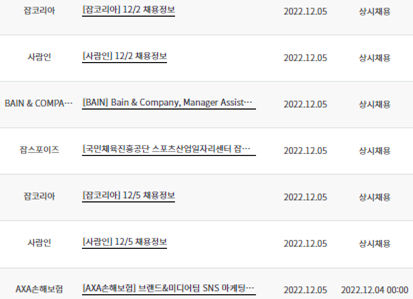 잡코리아 [잡코리아] 12/2 채용정보 2022.12.05 상시채용
사람인 [사람인] 12/2 채용정보 2022.12.05 상시채용
BAIN & COMPA··· [BAIN] Bain & Company, Manager Assist··· 2022.12.05 상시채용
잡스포이즈 [국민체육진흥공단 스포츠산업일자리센터 잡··· 2022.12.05 상시채용
잡코리아 [잡코리아] 12/5 채용정보 2022.12.05 상시채용
사람인 [사람인] 12/5 채용정보 2022.12.05 상시채용
AXA손해보험 [AXA손해보험] 브랜드&미디어팀 SNS 마케팅··· 2022.12.05 2022.12.04 00:00